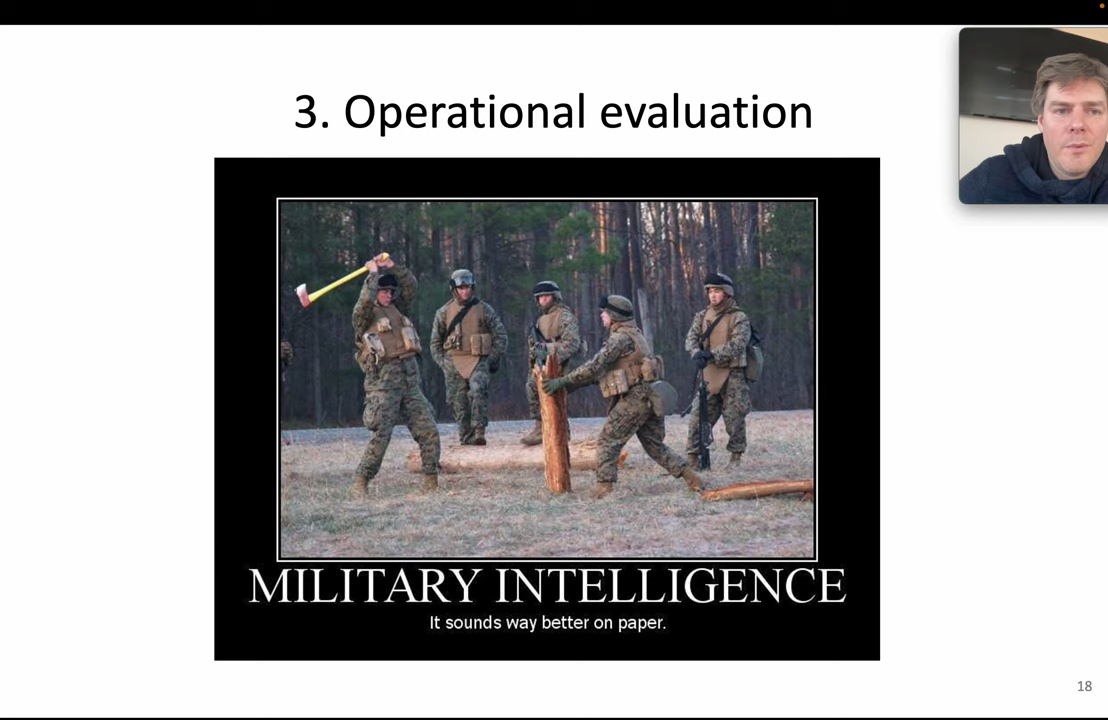 3. Operational evaluation
MILITARY INTELLIGENCE
It sounds way better on paper.
18